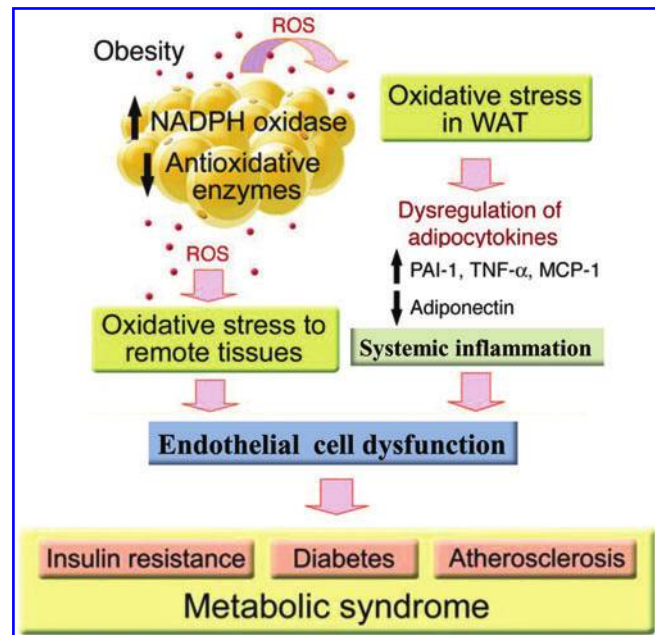 ROS
Obesity
NADPH oxidase
Antioxidative
enzymes
ROS
Oxidative stress to
remote tissues
Oxidative stress
in WAT
Dysregulation of
adipocytokines
PAI-1, TNF-α, MCP-1
Adiponectin
Systemic inflammation
Endothelial cell dysfunction
Insulin resistance
Diabetes
Atherosclerosis
Metabolic syndrome